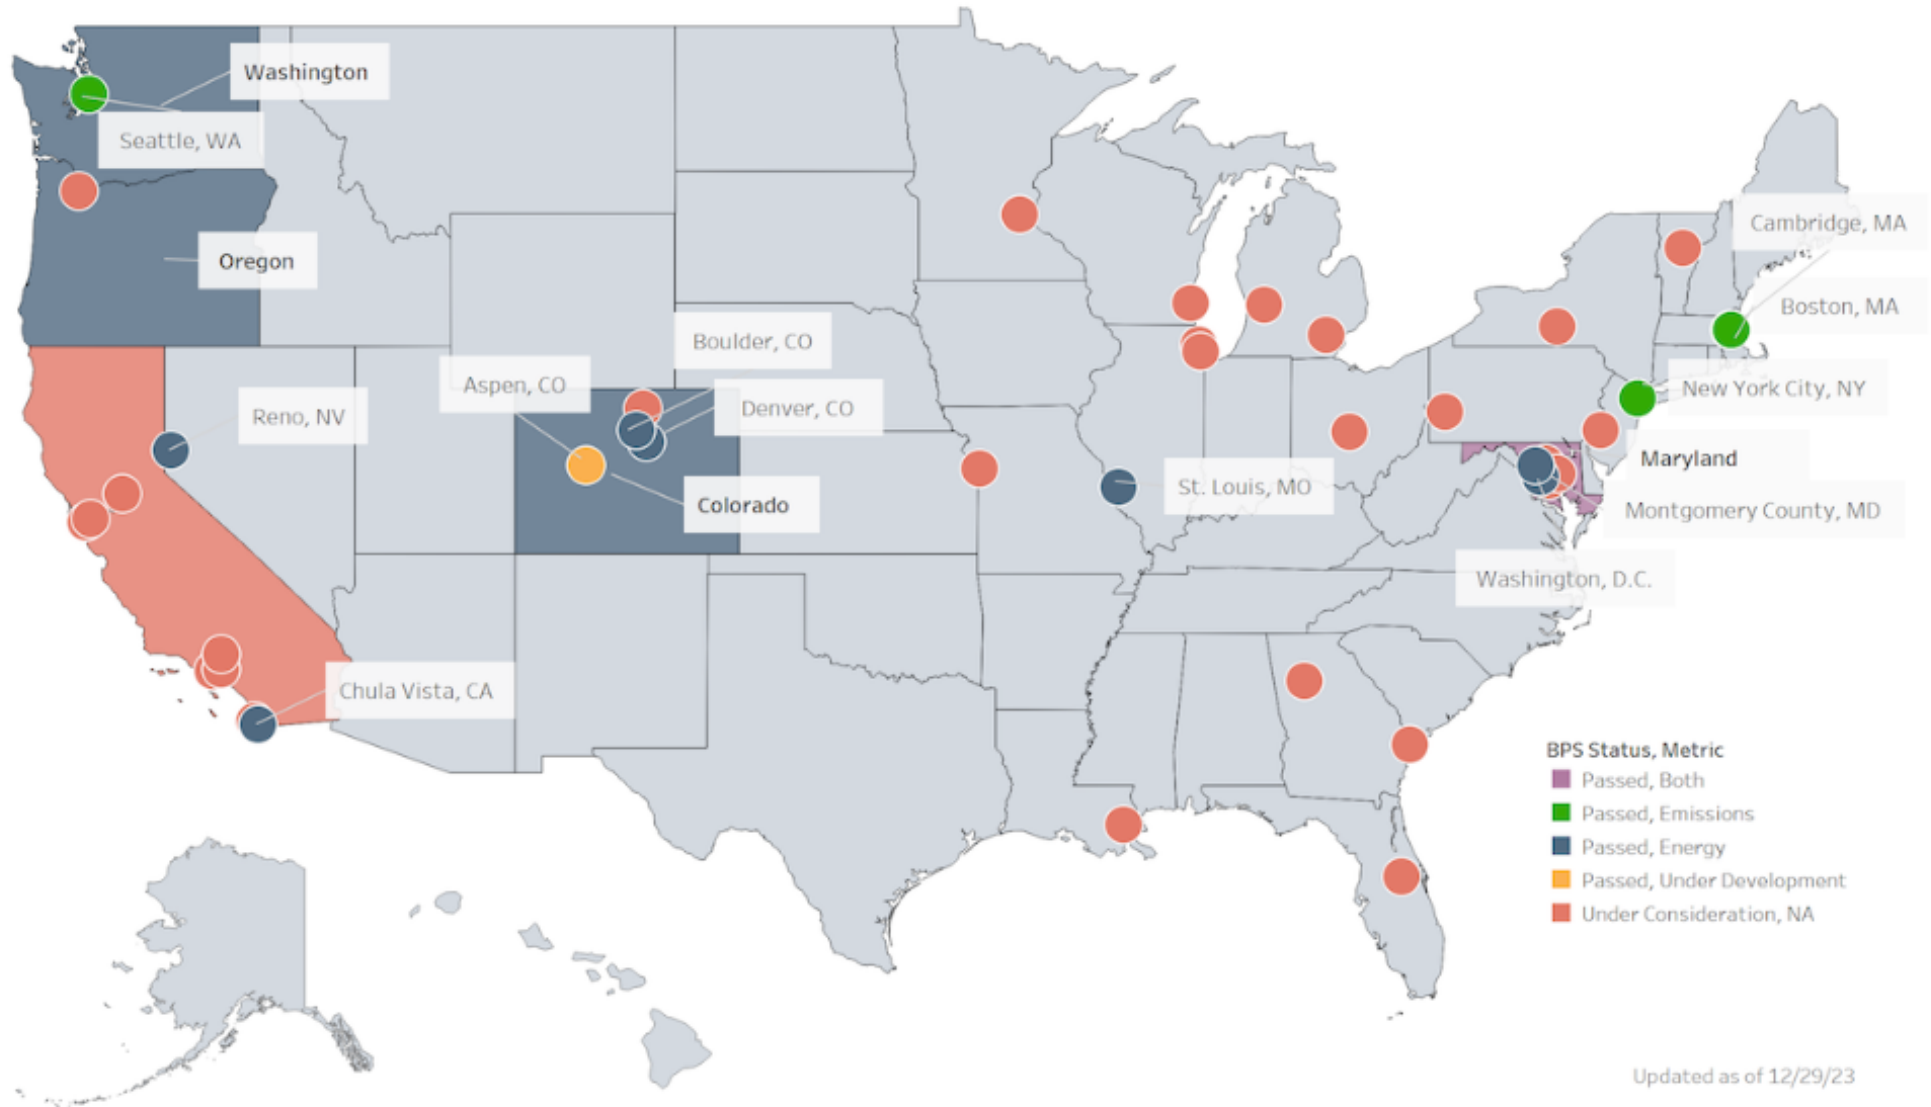 Washington
Seattle, WA
Oregon
Cambridge, MA
Boston, MA
Boulder, CO
Aspen, CO
New York City, NY
Denver, CO
Reno, NV
Maryland
St. Louis, MO
Colorado
Montgomery County, MD
Washington, D.C.
Chula Vista, CA
BPS Status, Metric
Passed, Both
Passed, Emissions
Passed, Energy
Passed, Under Development
Under Consideration, NA
Updated as of 12/29/23